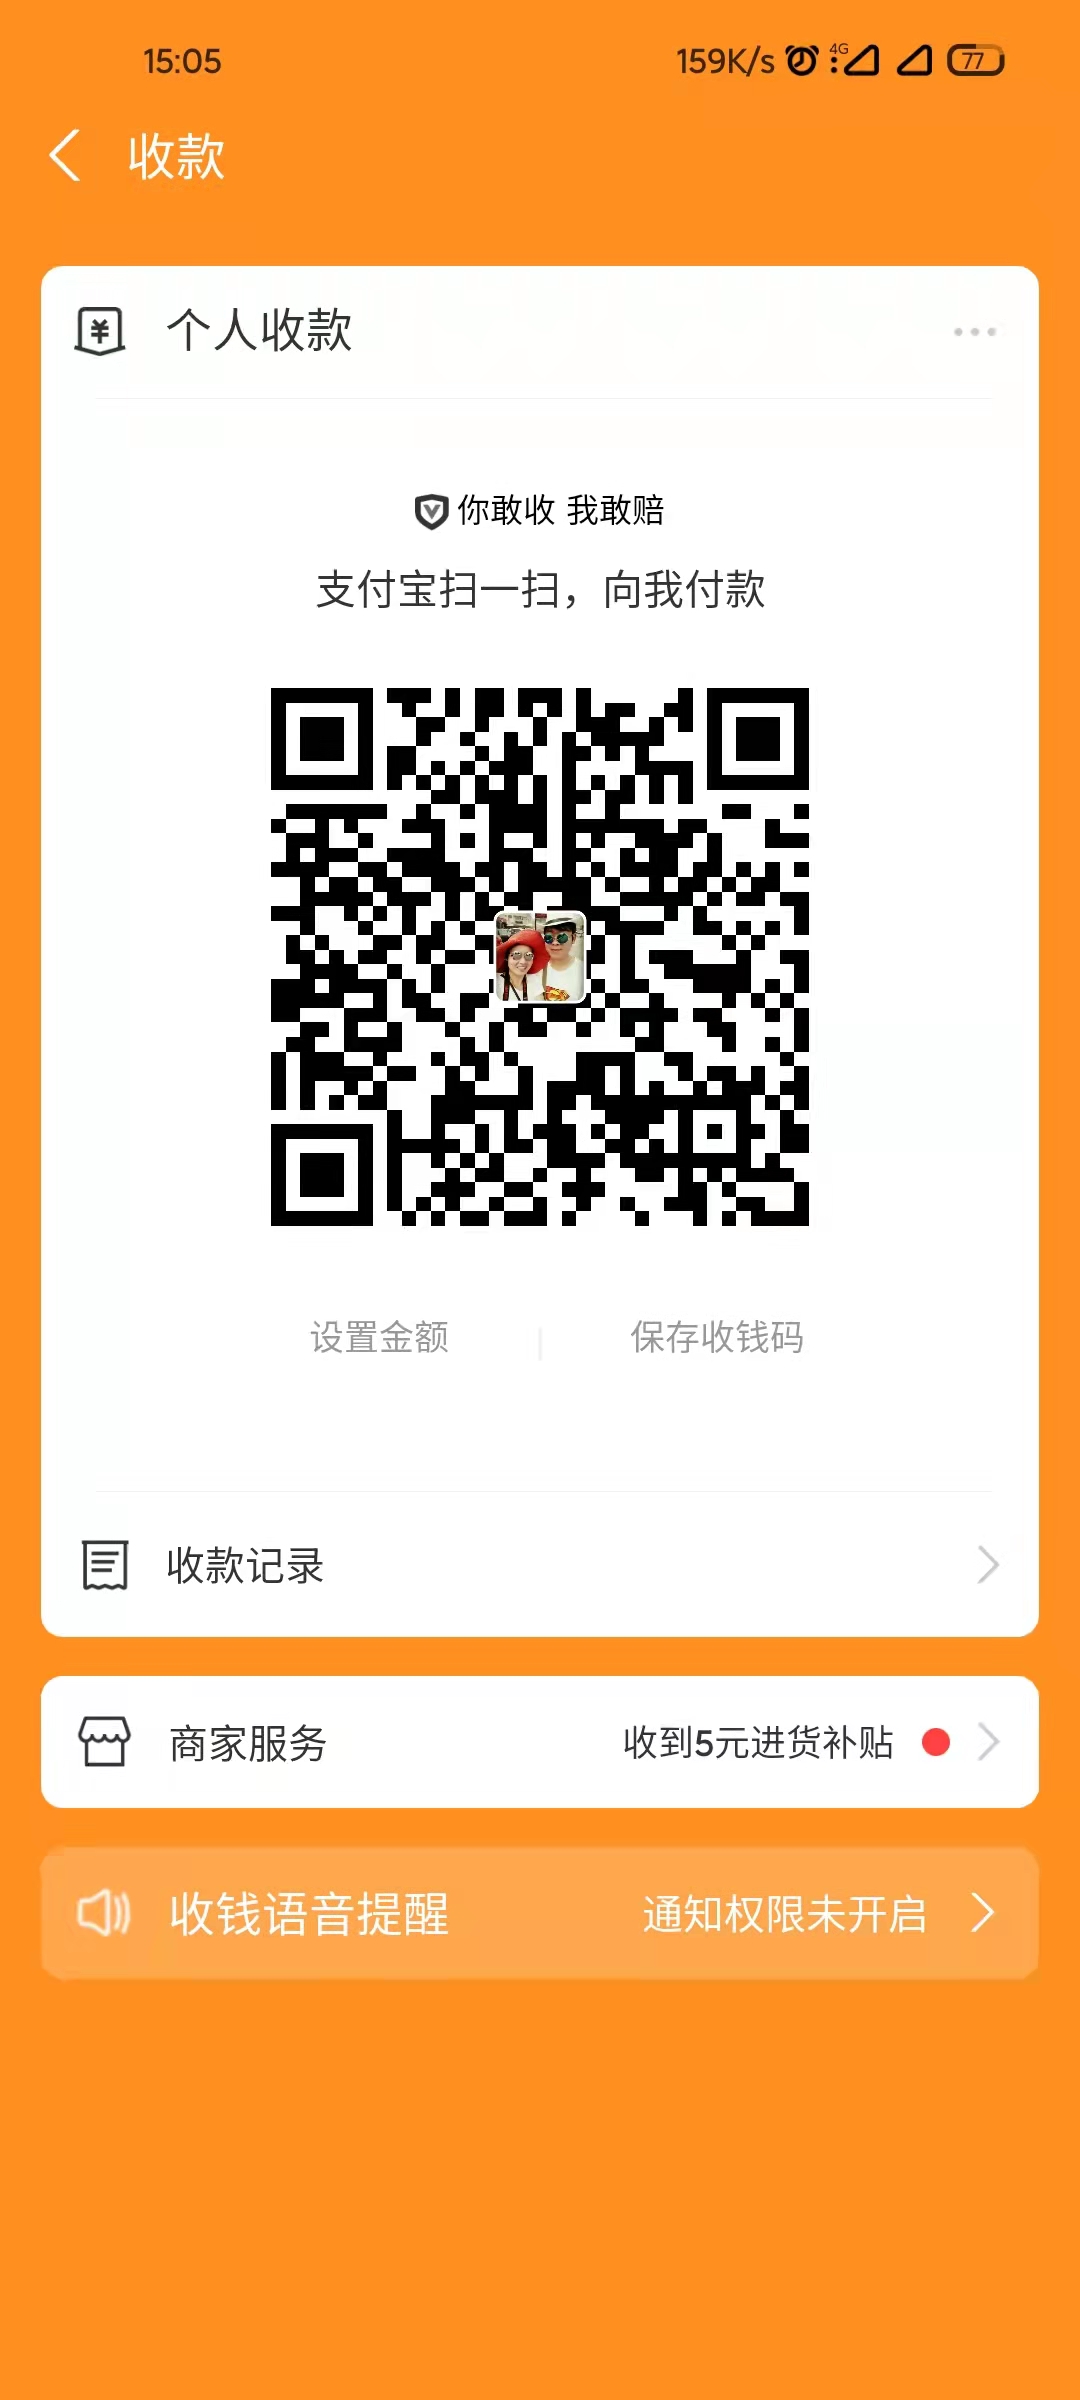 15:05
159K/s 4G 77
收款
个人收款
你敢收 我敢赔
支付宝扫一扫，向我付款
设置金额
保存收钱码
收款记录
商家服务 收到5元进货补贴
收钱语音提醒 通知权限未开启